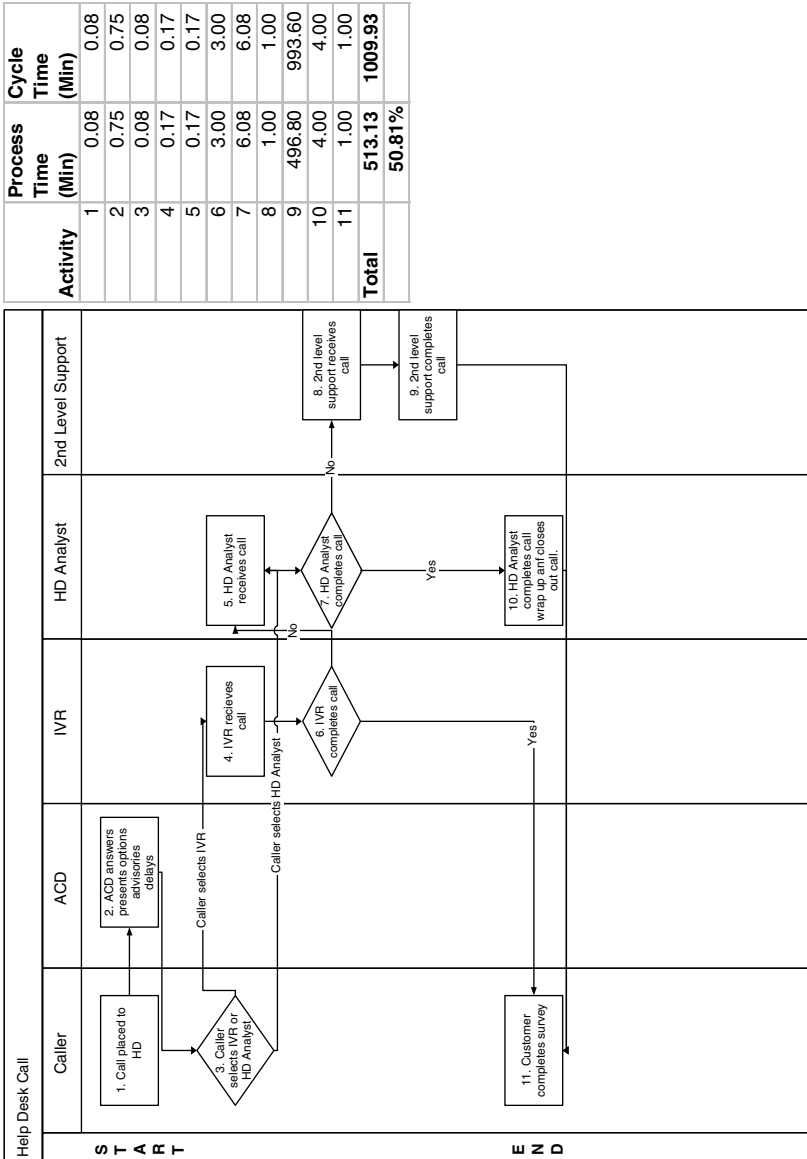 Help Desk Call
Caller
ACD
IVR
HD Analyst
2nd Level Support
START
END
1. Call placed to
HD
2. ACD answers
presents options
advisories
delays
3. Caller
selects IVR or
HD Analyst
Caller selects IVR
Caller selects HD Analyst
4. IVR recieves
call
5. HD Analyst
receives call
6. IVR
completes call
No
Yes
7. HD Analyst
completes call
No
Yes
8. 2nd level
support receives
call
9. 2nd level
support completes
call
10. HD Analyst
completes call
wrap up anf closes
out call.
11. Customer
completes survey
Activity Process Time (Min) Cycle Time (Min)
1 0.08 0.08
2 0.75 0.75
3 0.08 0.08
4 0.17 0.17
5 0.17 0.17
6 3.00 3.00
7 6.08 6.08
8 1.00 1.00
9 496.80 993.60
10 4.00 4.00
11 1.00 1.00
Total 513.13 1009.93
50.81%